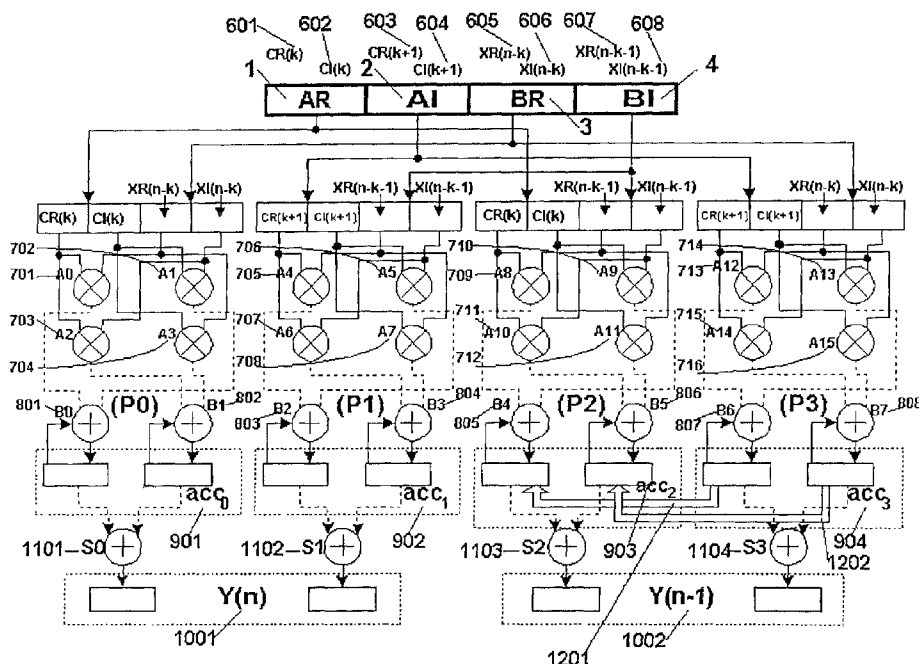 601 602 603 604 605 606 607 608
CR(k) CI(k) CR(k+1) CI(k+1) XR(n-k) XI(n-k) XR(n-k-1) XI(n-k-1)
1 2 3 4
AR AI BR BI
XR(n-k) XI(n-k) XR(n-k-1) XI(n-k-1) XR(n-k-1) XI(n-k-1) XR(n-k) XI(n-k)
CR(k) CI(k) CR(k+1) CI(k+1) CR(k) CI(k) CR(k+1) CI(k+1)
702 706 710 714
701 A0 A1 705 A4 A5 709 A8 A9 713 A12 A13
703 707 711 715
A2 A3 A6 A7 A10 A11 A14 A15
704 708 712 716
801 B0 (P0) B1 802 803 B2 (P1) B3 804 805 B4 (P2) B5 806 807 B6 (P3) B7 808
acc0 acc1 acc2 acc3
901 902 903 904
1101 S0 1102 S1 1103 S2 1104 S3 1202
Y(n) Y(n-1)
1001 1201 1002